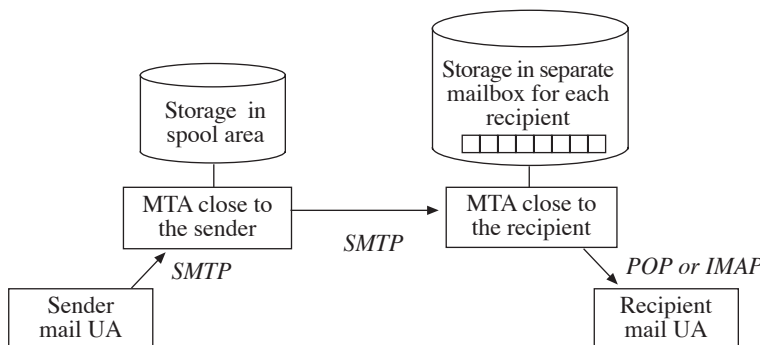 Storage in
spool area
Storage in separate
mailbox for each
recipient
MTA close to
the sender
SMTP
MTA close to
the recipient
SMTP
POP or IMAP
Sender
mail UA
Recipient
mail UA